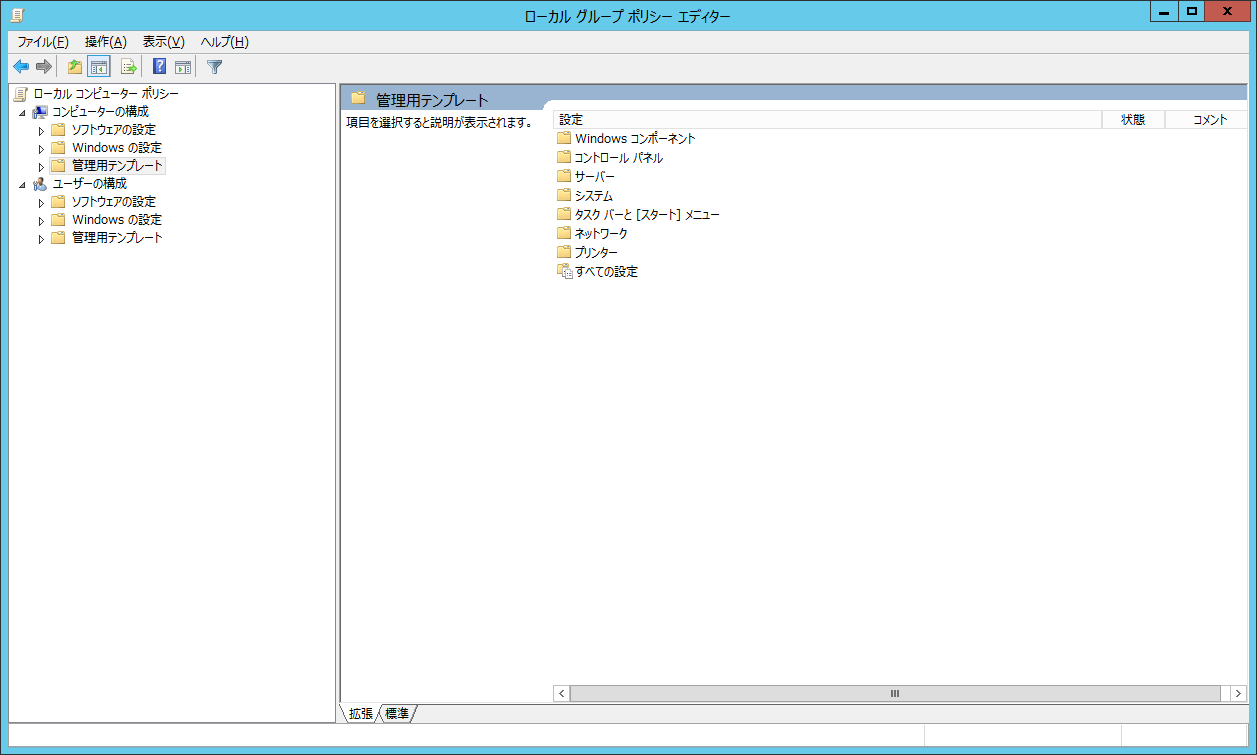 ローカル グループ ポリシー エディター
ファイル(F) 操作(A) 表示(V) ヘルプ(H)
ローカル コンピューター ポリシー
コンピューターの構成
ソフトウェアの設定
Windows の設定
管理用テンプレート
ユーザーの構成
ソフトウェアの設定
Windows の設定
管理用テンプレート
管理用テンプレート
項目を選択すると説明が表示されます。
設定 状態 コメント
Windows コンポーネント
コントロール パネル
サーバー
システム
タスク バーと [スタート] メニュー
ネットワーク
プリンター
すべての設定
拡張 標準